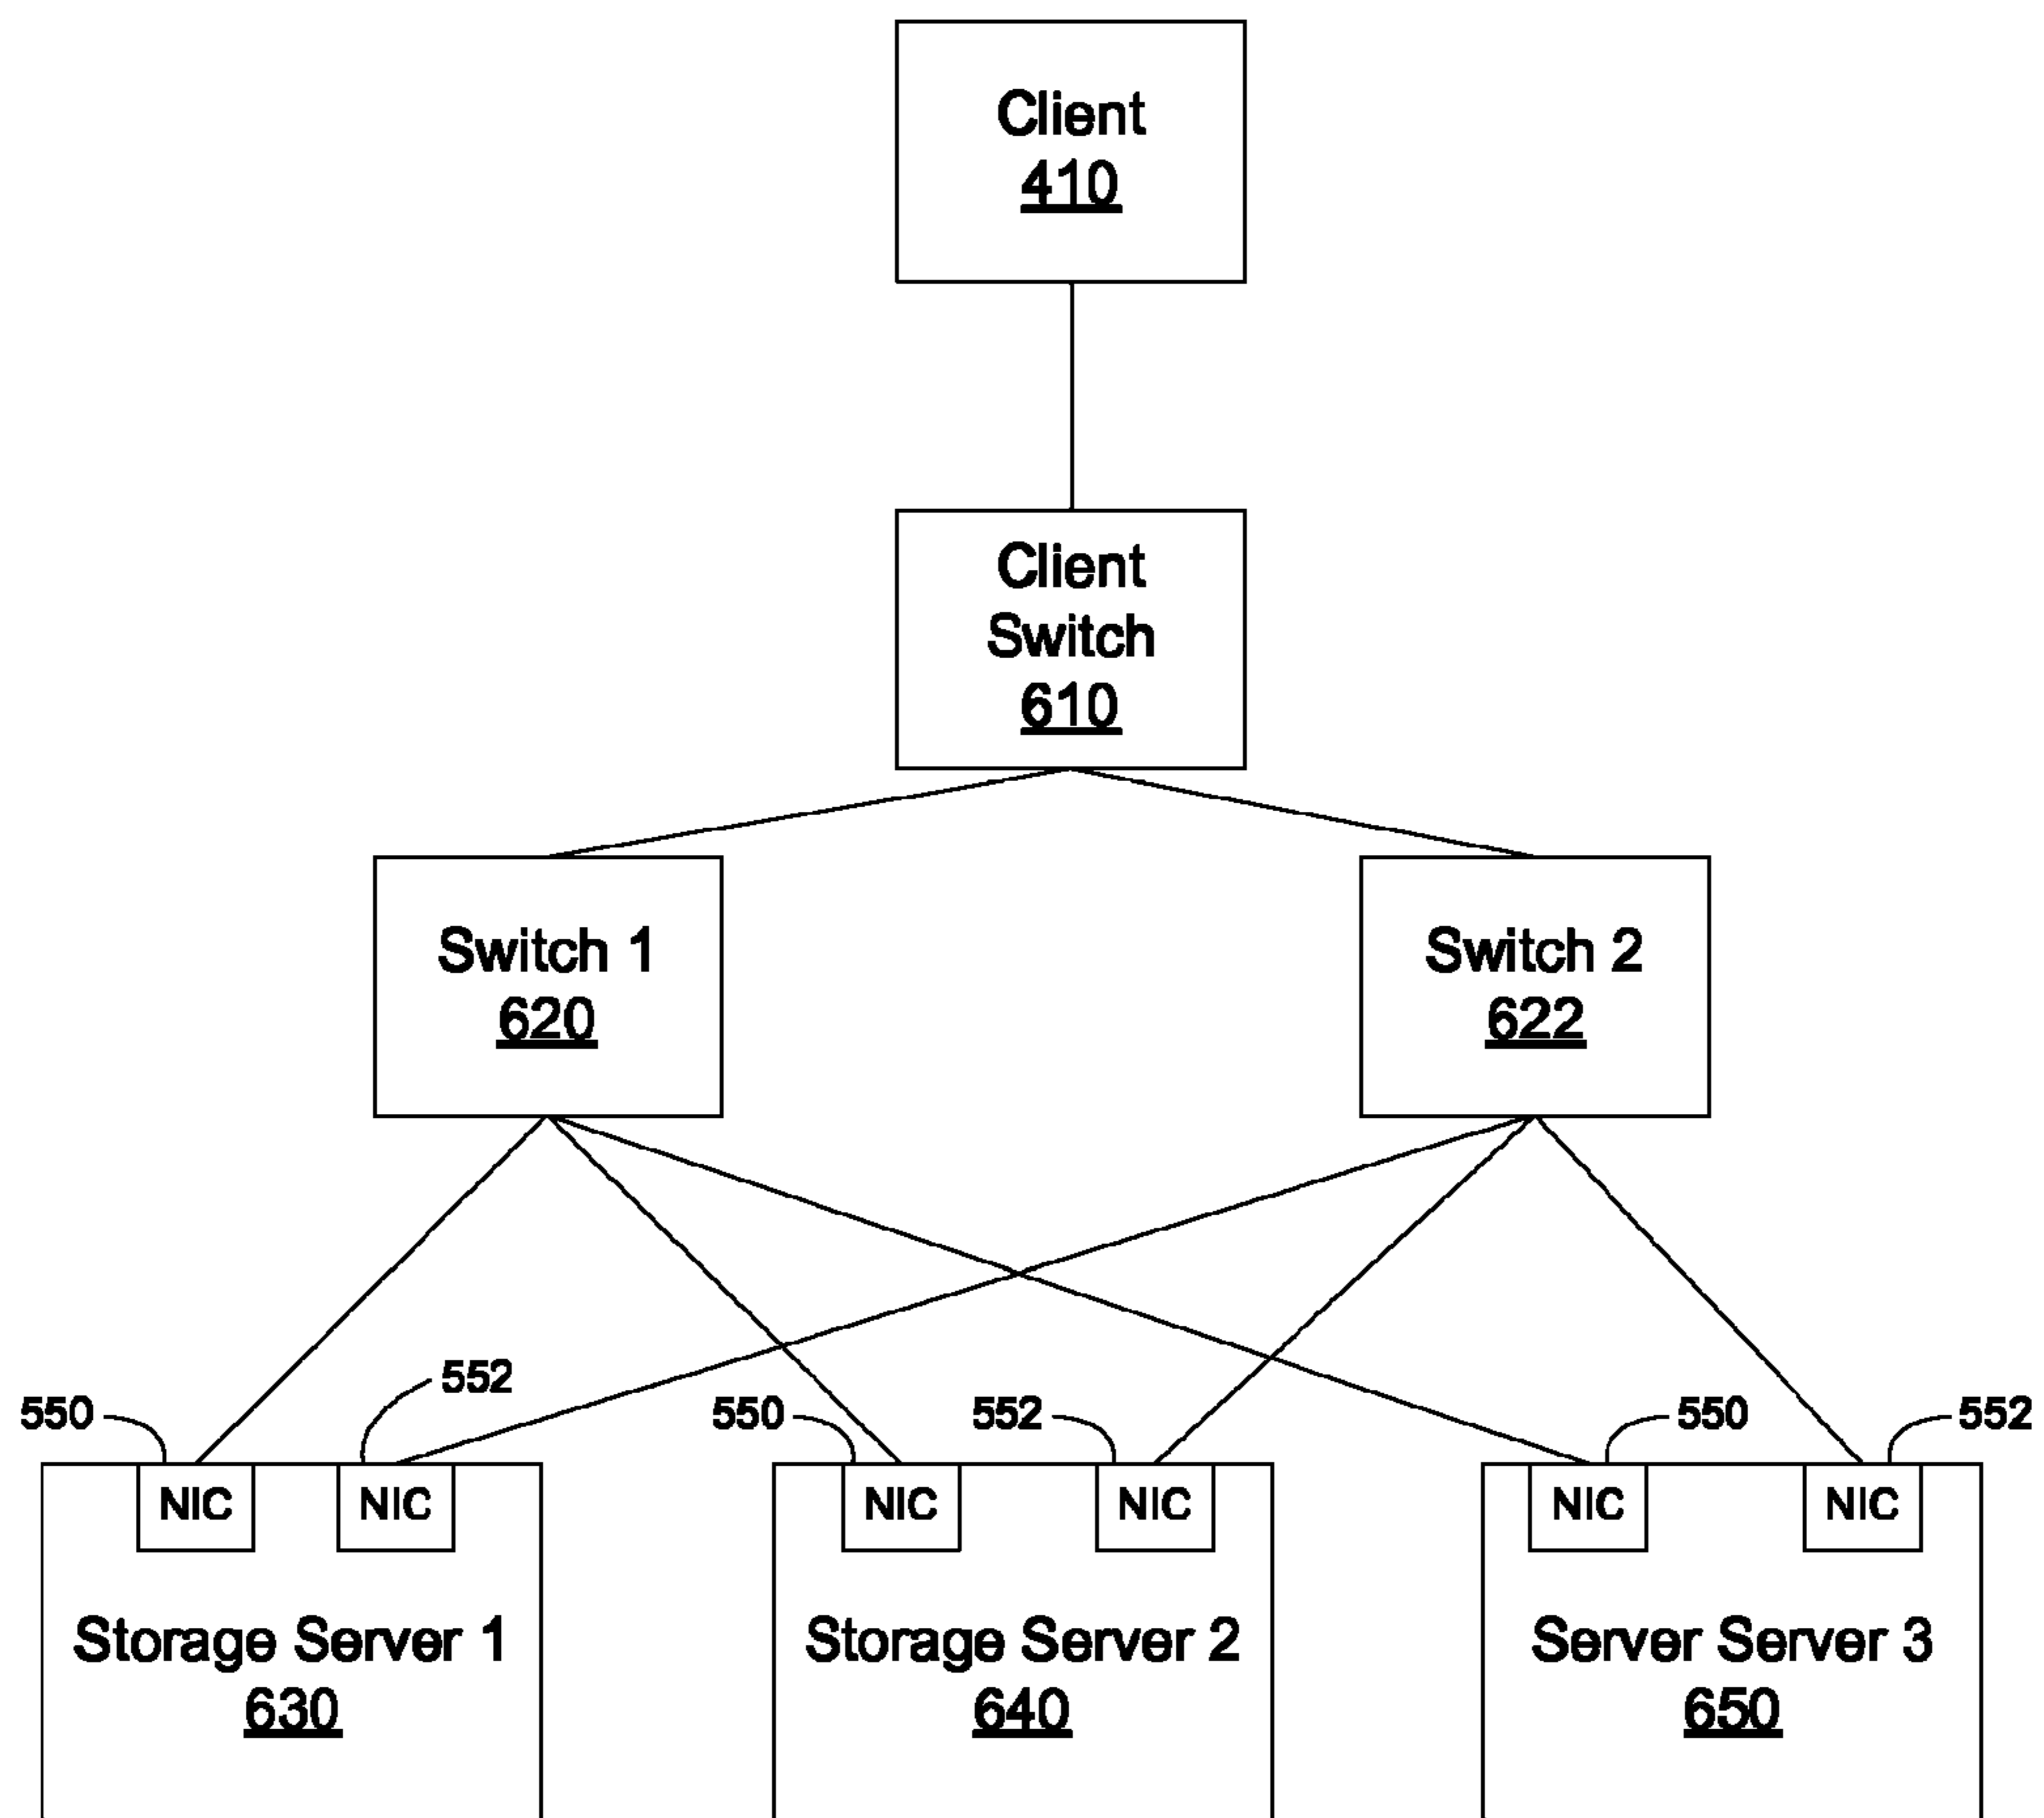 Client
410
Client
Switch
610
Switch 1
620
Switch 2
622
550
552
550
552
550
552
NIC
NIC
NIC
NIC
NIC
NIC
Storage Server 1
630
Storage Server 2
640
Server Server 3
650